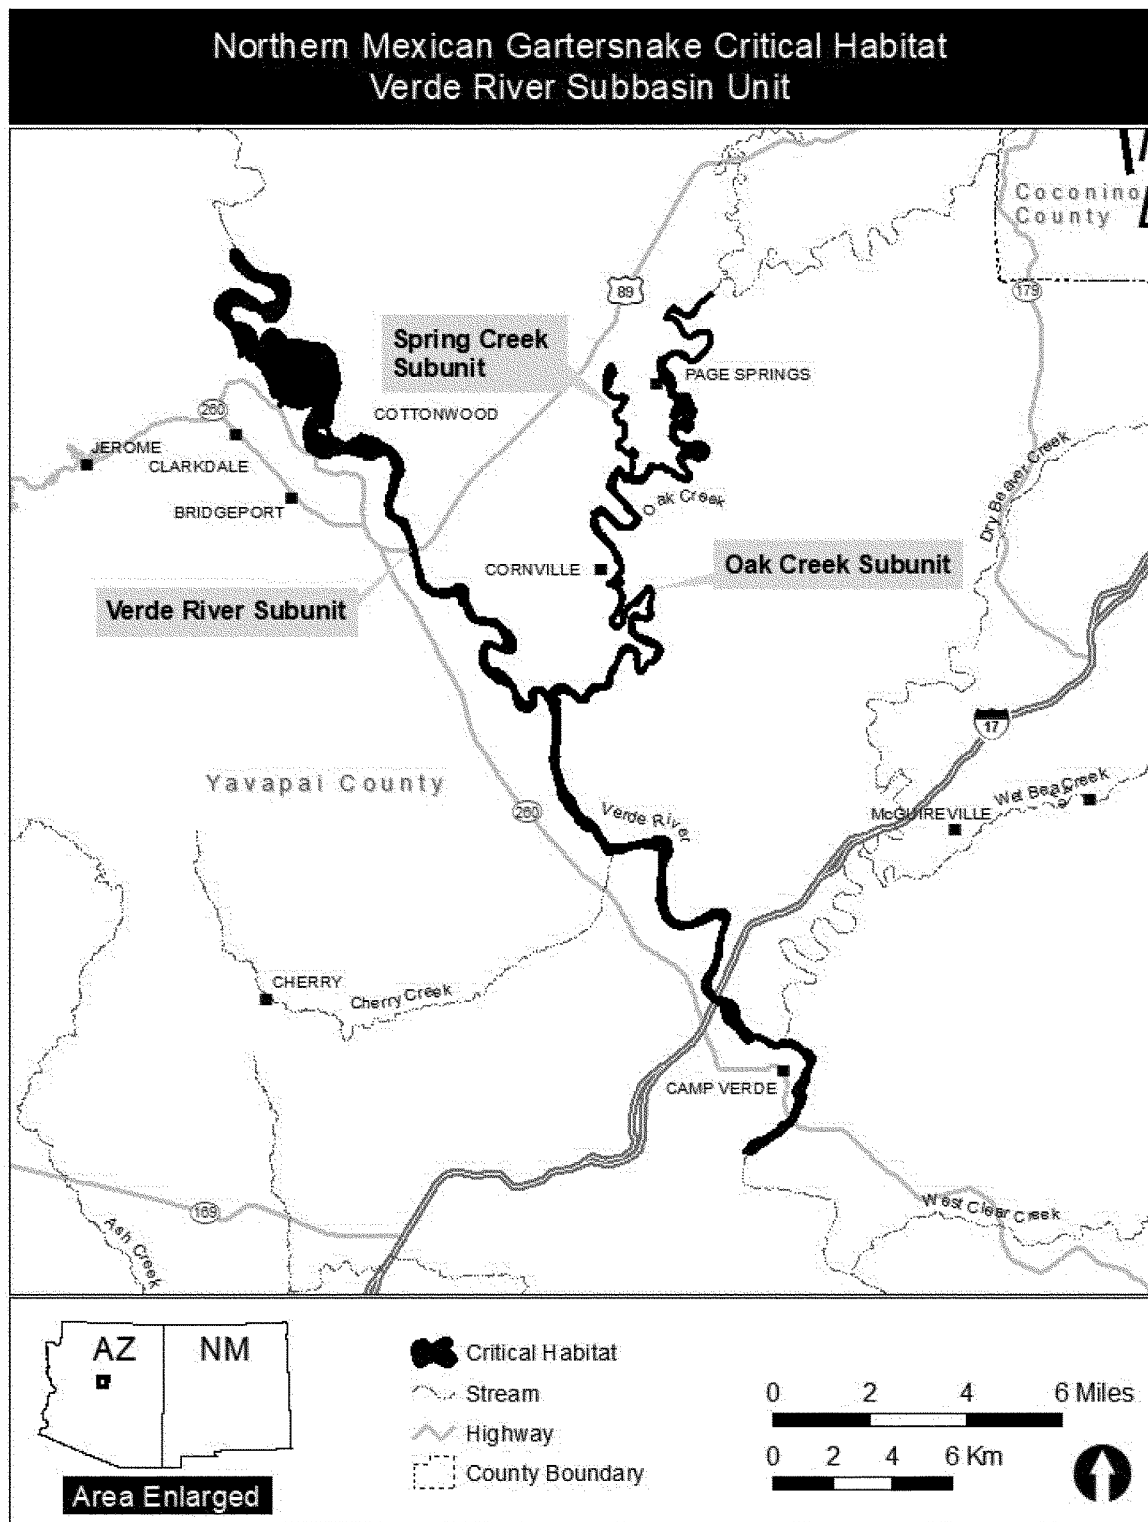 Northern Mexican Gartersnake Critical Habitat
Verde River Subbasin Unit
Coconino
County
89
179
Spring Creek
Subunit
PAGE SPRINGS
COTTONWOOD
260
JEROME
CLARKDALE
BRIDGEPORT
Oak Creek
Dry Beaver Creek
CORNVILLE
Oak Creek Subunit
Verde River Subunit
17
Yavapai County
Wet Beaver Creek
260
Verde River
McGUIREVILLE
CHERRY
Cherry Creek
CAMP VERDE
169
Ash Creek
West Clear Creek
AZ
NM
Area Enlarged
Critical Habitat
Stream
Highway
County Boundary
0 2 4 6 Miles
0 2 4 6 Km